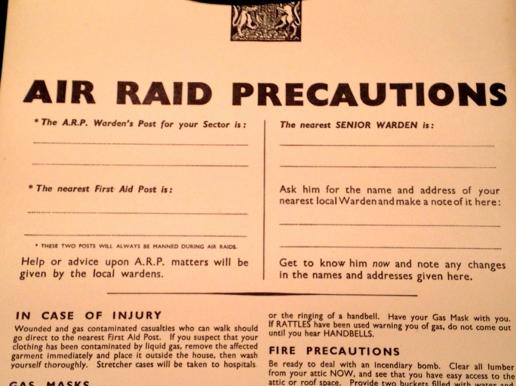 AIR RAID PRECAUTIONS
* The A.R.P. Warden's Post for your Sector is:
* The nearest First Aid Post is:
* THESE TWO POSTS WILL ALWAYS BE MANNED DURING AIR RAIDS.
Help or advice upon A.R.P. matters will be
given by the local wardens.
The nearest SENIOR WARDEN is:
Ask him for the name and address of your
nearest local Warden and make a note of it here:
Get to know him now and note any changes
in the names and addresses given here.
IN CASE OF INJURY
Wounded and gas contaminated casualties who can walk should
go direct to the nearest First Aid Post. If you suspect that your
clothing has been contaminated by liquid gas, remove the affected
garment immediately and place it outside the house, then wash
yourself thoroughly. Stretcher cases will be taken to hospitals
GAS MASKS
or the ringing of a handbell. Have your Gas Mask with you.
If RATTLES have been used warning you of gas, do not come out
until you hear HANDBELLS.
FIRE PRECAUTIONS
Be ready to deal with an incendiary bomb. Clear all lumber
from your attic NOW, and see that you have easy access to the
attic or roof space. Provide two buckets filled with water and